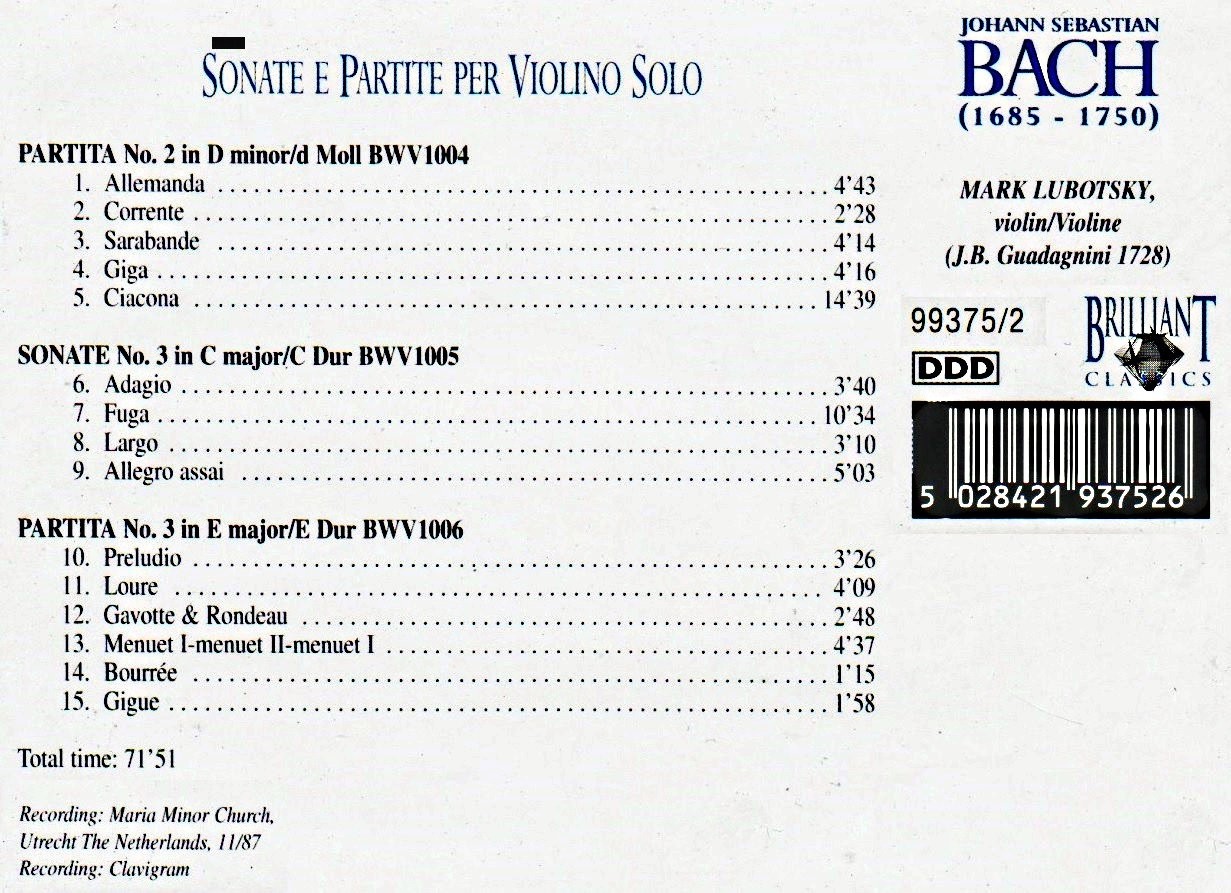 SONATE E PARTITE PER VIOLINO SOLO
PARTITA No. 2 in D minor/d Moll BWV1004
1. Allemanda 4'43
2. Corrente 2'28
3. Sarabande 4'14
4. Giga 4'16
5. Ciacona 14'39
SONATE No. 3 in C major/C Dur BWV1005
6. Adagio 3'40
7. Fuga 10'34
8. Largo 3'10
9. Allegro assai 5'03
PARTITA No. 3 in E major/E Dur BWV1006
10. Preludio 3'26
11. Loure 4'09
12. Gavotte & Rondeau 2'48
13. Menuet I-menuet II-menuet I 4'37
14. Bourrée 1'15
15. Gigue 1'58
Total time: 71'51
Recording: Maria Minor Church,
Utrecht The Netherlands, 11/87
Recording: Clavigram
JOHANN SEBASTIAN
BACH
(1685 - 1750)
MARK LUBOTSKY,
violin/Violine
(J.B. Guadagnini 1728)
99375/2
DDD
BRILLIANT
CLASSICS
5 028421 937526